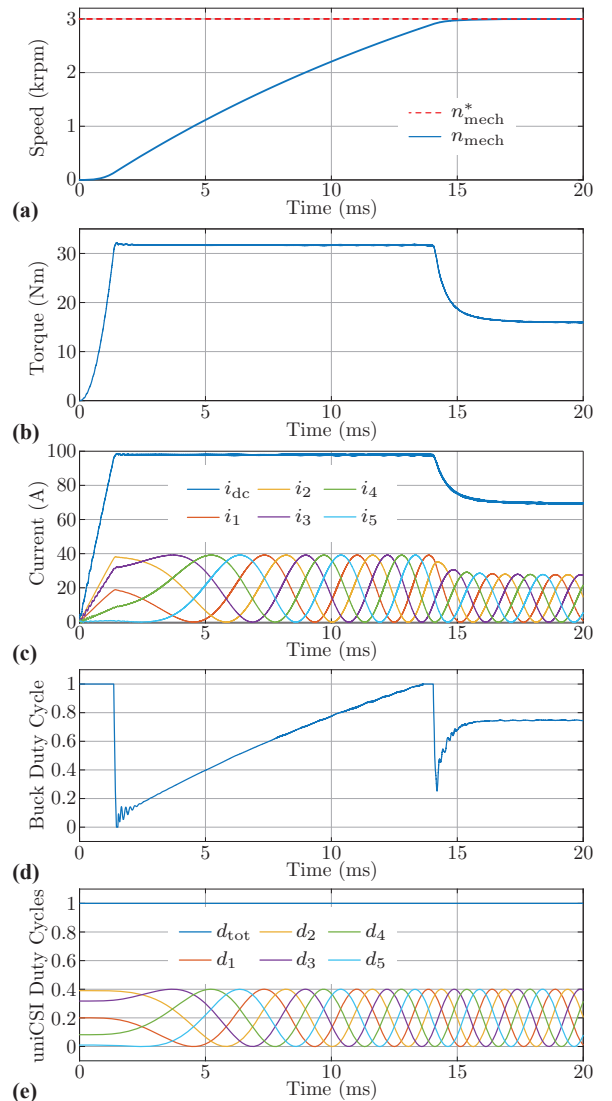 3
2
1
0
Speed (krpm)
n*mech
nmech
0 5 10 15 20
(a) Time (ms)
30
20
10
0
Torque (Nm)
0 5 10 15 20
(b) Time (ms)
100
80
60
40
20
0
Current (A)
idc i2 i4
i1 i3 i5
0 5 10 15 20
(c) Time (ms)
1
0.8
0.6
0.4
0.2
0
Buck Duty Cycle
0 5 10 15 20
(d) Time (ms)
1
0.8
0.6
0.4
0.2
0
uniCSI Duty Cycles
dtot d2 d4
d1 d3 d5
0 5 10 15 20
(e) Time (ms)